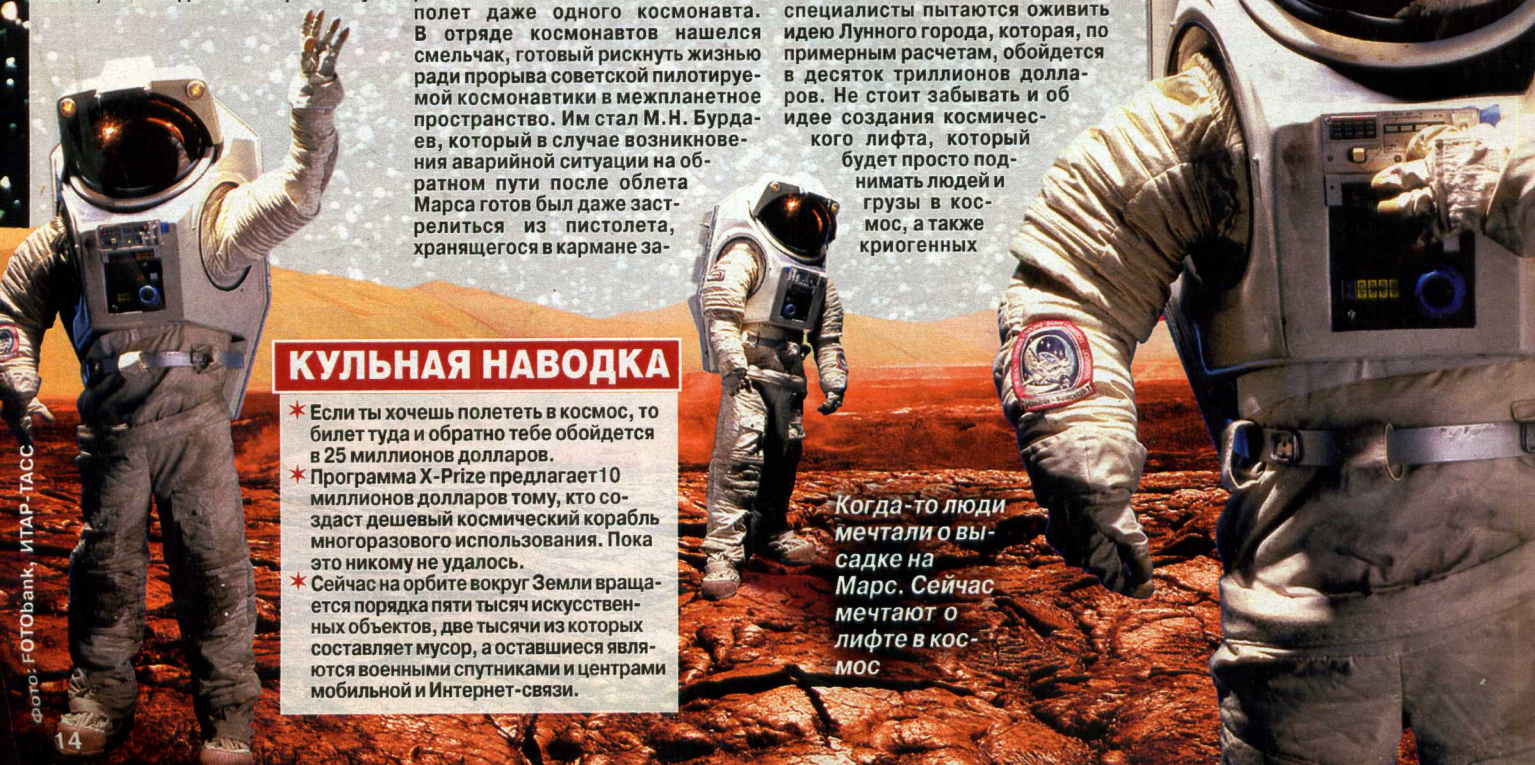 полет даже одного космонавта.
В отряде космонавтов нашелся
смельчак, готовый рискнуть жизнью
ради прорыва советской пилотируе-
мой космонавтики в межпланетное
пространство. Им стал М.Н. Бурда-
ев, который в случае возникнове-
ния аварийной ситуации на об-
ратном пути после облета
Марса готов был даже заст-
релиться из пистолета,
хранящегося в кармане за-
специалисты пытаются оживить
идею Лунного города, которая, по
примерным расчетам, обойдется
в десяток триллионов долла-
ров. Не стоит забывать и об
идее создания космичес-
кого лифта, который
будет просто под-
нимать людей и
грузы в кос-
мос, а также
криогенных
КУЛЬНАЯ НАВОДКА
Если ты хочешь полететь в космос, то
билет туда и обратно тебе обойдется
в 25 миллионов долларов.
Программа X-Prize предлагает10
миллионов долларов тому, кто со-
здаст дешевый космический корабль
многоразового использования. Пока
это никому не удалось.
Сейчас на орбите вокруг Земли враща-
ется порядка пяти тысяч искусствен-
ных объектов, две тысячи из которых
составляет мусор, а оставшиеся явля-
ются военными спутниками и центрами
мобильной и Интернет-связи.
Когда-то люди
мечтали о вы-
садке на
Марс. Сейчас
мечтают о
лифте в кос-
мос
Фото: FOTObank, ИТАР-ТАСС
14